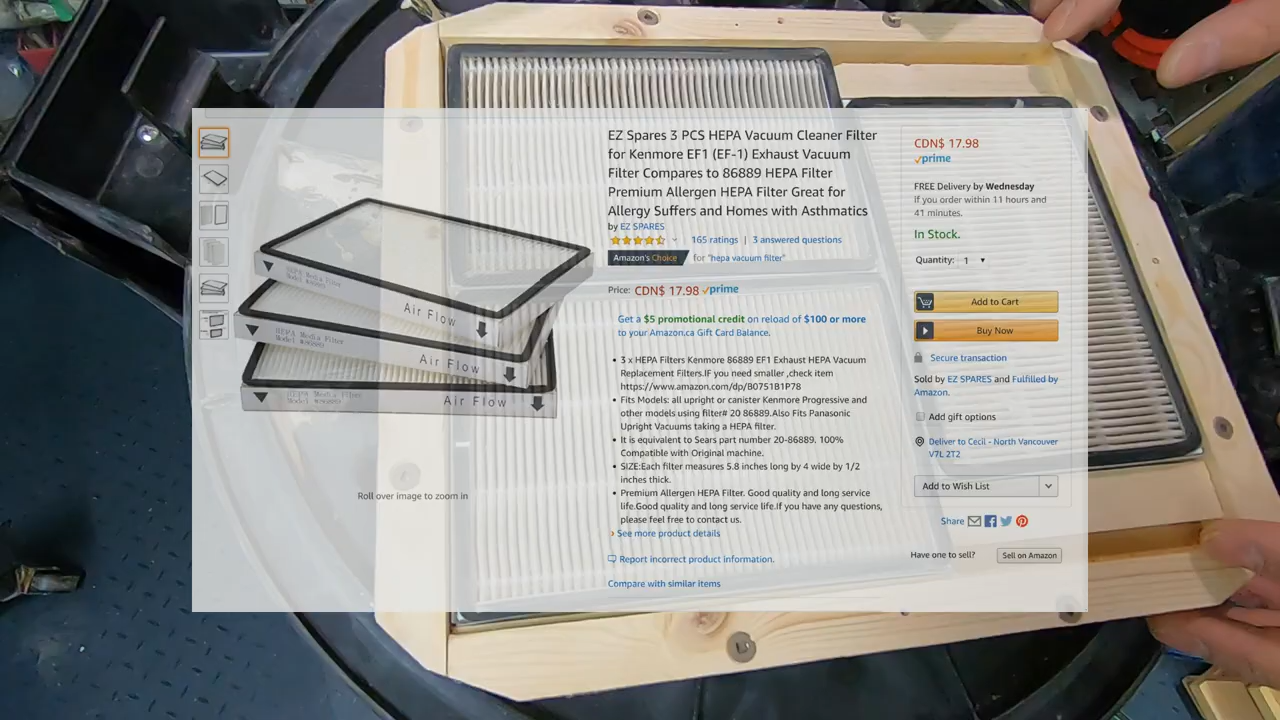 EZ Spares 3 PCS HEPA Vacuum Cleaner Filter
for Kenmore EF1 (EF-1) Exhaust Vacuum
Filter Compares to 86889 HEPA Filter
Premium Allergen HEPA Filter Great for
Allergy Suffers and Homes with Asthmatics
by EZ SPARES
165 ratings | 3 answered questions
Amazon's Choice for "hepa vacuum filter"
Price: CDN$ 17.98 prime
Get a $5 promotional credit on reload of $100 or more
to your Amazon.ca Gift Card Balance.
• 3 x HEPA Filters Kenmore 86889 EF1 Exhaust HEPA Vacuum
Replacement Filters.IF you need smaller ,check item
https://www.amazon.com/dp/B0751B1P78
• Fits Models: all upright or canister Kenmore Progressive and
other models using filter# 20 86889.Also Fits Panasonic
Upright Vacuums taking a HEPA filter.
• It is equivalent to Sears part number 20-86889. 100%
Compatible with Original machine.
• SIZE:Each filter measures 5.8 inches long by 4 wide by 1/2
inches thick.
• Premium Allergen HEPA Filter. Good quality and long service
life.Good quality and long service life.If you have any questions,
please feel free to contact us.
› See more product details
Report incorrect product information.
Compare with similar items
Air Flow
HEPA Media Filter
Air Flow
HEPA Media Filter
Air Flow
Roll over image to zoom in
CDN$ 17.98
prime
FREE Delivery by Wednesday
If you order within 11 hours and
41 minutes.
In Stock.
Quantity: 1
Add to Cart
Buy Now
Secure transaction
Sold by EZ SPARES and Fulfilled by
Amazon.
Add gift options
Deliver to Cecil - North Vancouver
V7L 2T2
Add to Wish List
Share
Have one to sell?
Sell on Amazon